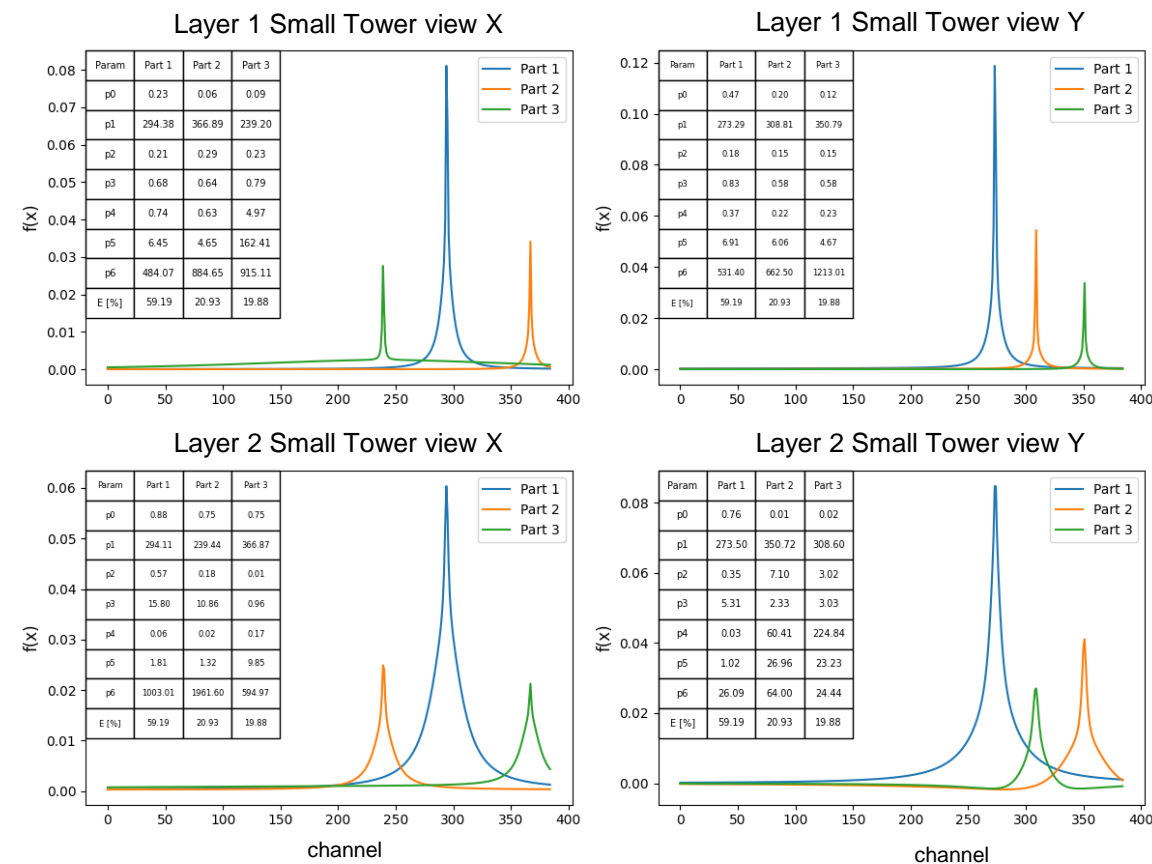 Layer 1 Small Tower view X
Param Part 1 Part 2 Part 3
p0 0.23 0.06 0.09
p1 294.38 366.89 239.20
p2 0.21 0.29 0.23
p3 0.68 0.64 0.79
p4 0.74 0.63 4.97
p5 6.45 4.65 162.41
p6 484.07 884.65 915.11
E [%] 59.19 20.93 19.88
Part 1
Part 2
Part 3
f(x)
0.08
0.07
0.06
0.05
0.04
0.03
0.02
0.01
0.00
0 50 100 150 200 250 300 350 400
Layer 1 Small Tower view Y
Param Part 1 Part 2 Part 3
p0 0.47 0.20 0.12
p1 273.29 308.81 350.79
p2 0.18 0.15 0.15
p3 0.83 0.58 0.58
p4 0.37 0.22 0.23
p5 6.91 6.06 4.67
p6 531.40 662.50 1213.01
E [%] 59.19 20.93 19.88
Part 1
Part 2
Part 3
f(x)
0.12
0.10
0.08
0.06
0.04
0.02
0.00
0 50 100 150 200 250 300 350 400
Layer 2 Small Tower view X
Param Part 1 Part 2 Part 3
p0 0.88 0.75 0.75
p1 294.11 239.44 366.87
p2 0.57 0.18 0.01
p3 15.80 10.86 0.96
p4 0.06 0.02 0.17
p5 1.81 1.32 9.85
p6 1003.01 1961.60 594.97
E [%] 59.19 20.93 19.88
Part 1
Part 2
Part 3
f(x)
0.06
0.05
0.04
0.03
0.02
0.01
0.00
0 50 100 150 200 250 300 350 400
channel
Layer 2 Small Tower view Y
Param Part 1 Part 2 Part 3
p0 0.76 0.01 0.02
p1 273.50 350.72 308.60
p2 0.35 7.10 3.02
p3 5.31 2.33 3.03
p4 0.03 60.41 224.84
p5 1.02 26.96 23.23
p6 26.09 64.00 24.44
E [%] 59.19 20.93 19.88
Part 1
Part 2
Part 3
f(x)
0.08
0.06
0.04
0.02
0.00
0 50 100 150 200 250 300 350 400
channel